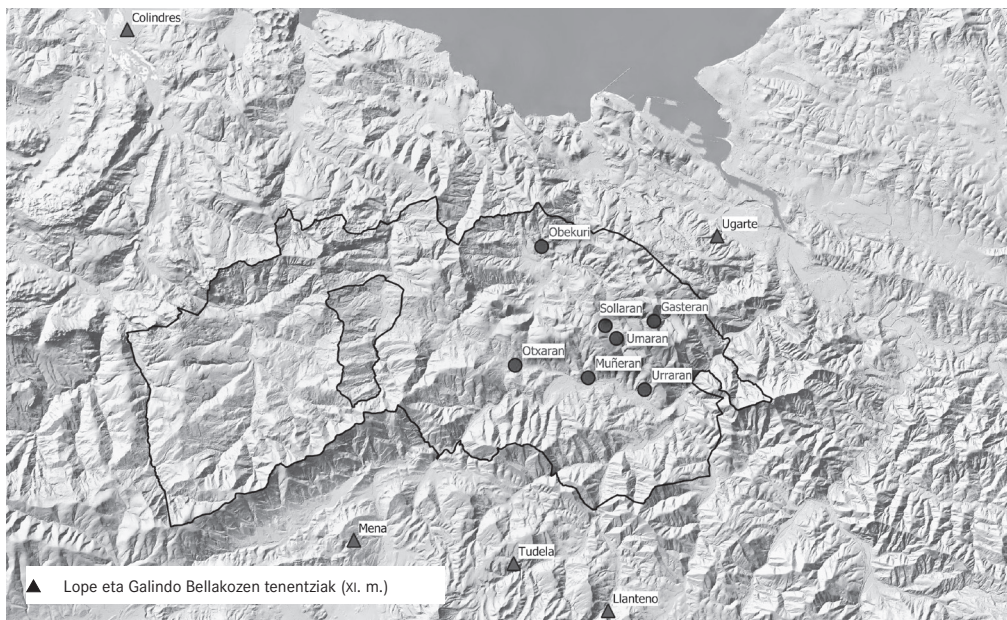 Colindres
Ugarte
Obekuri
Sollaran
Gasteran
Umaran
Otxaran
Muñeran
Urraran
Mena
Tudela
Llanteno
Lope eta Galindo Bellakozen tenentziak (XI. m.)